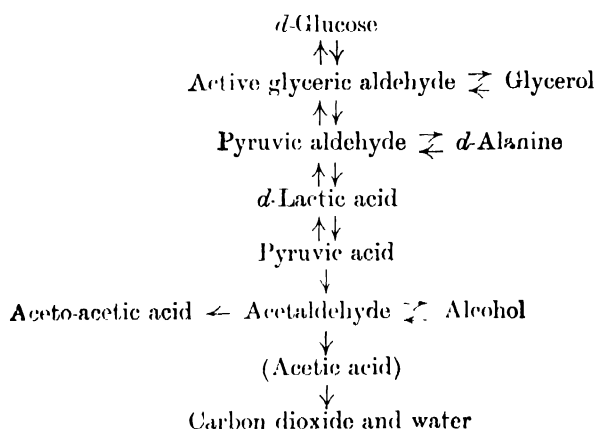 d-Glucose
↑↓
Active glyceric aldehyde ⇄ Glycerol
↑↓
Pyruvic aldehyde ⇄ d-Alanine
↑↓
d-Lactic acid
↑↓
Pyruvic acid
↓
Aceto-acetic acid ← Acetaldehyde ⇄ Alcohol
↓
(Acetic acid)
↓
Carbon dioxide and water